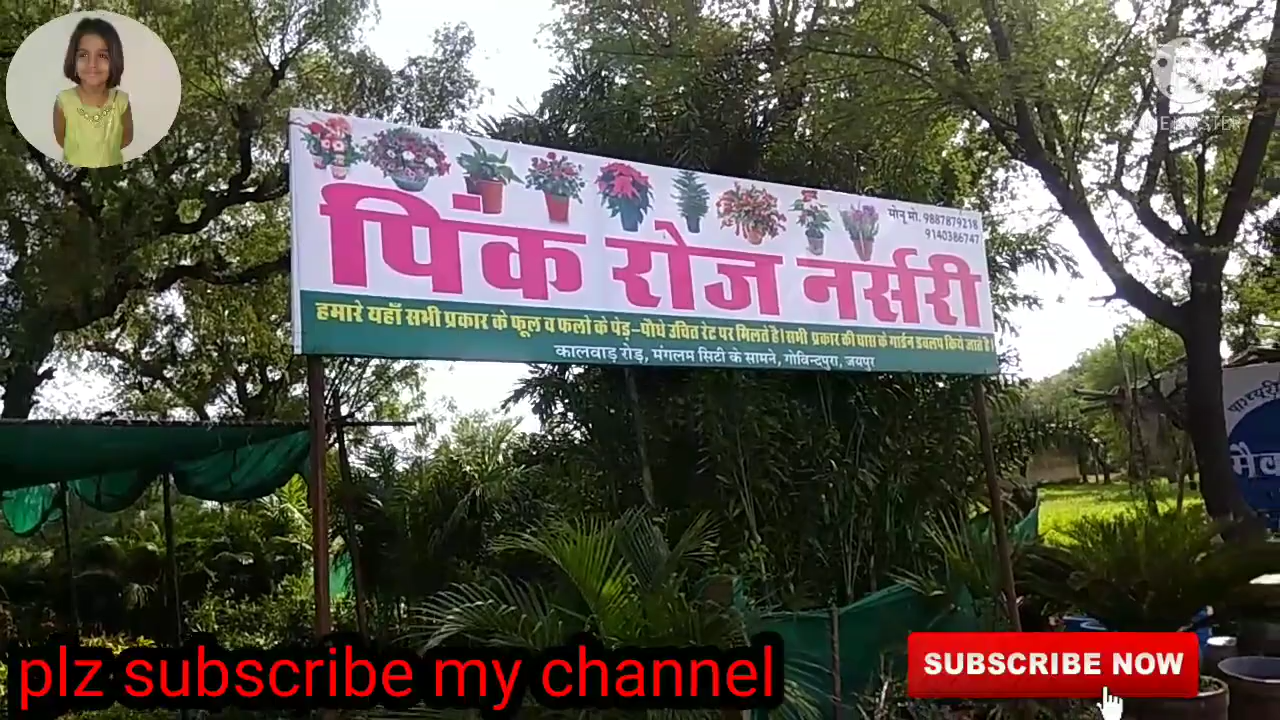 मोनू मो. 9887879218
9140386747
पिंक रोज नर्सरी
हमारे यहाँ सभी प्रकार के फूल व फलो के पेड़-पौधे उचित रेट पर मिलते है। सभी प्रकार की घास के गार्डन डवलप किये जाते है।
कालवाड़ रोड़, मंगलम सिटी के सामने, गोविन्दपुरा, जयपुर
plz subscribe my channel
SUBSCRIBE NOW